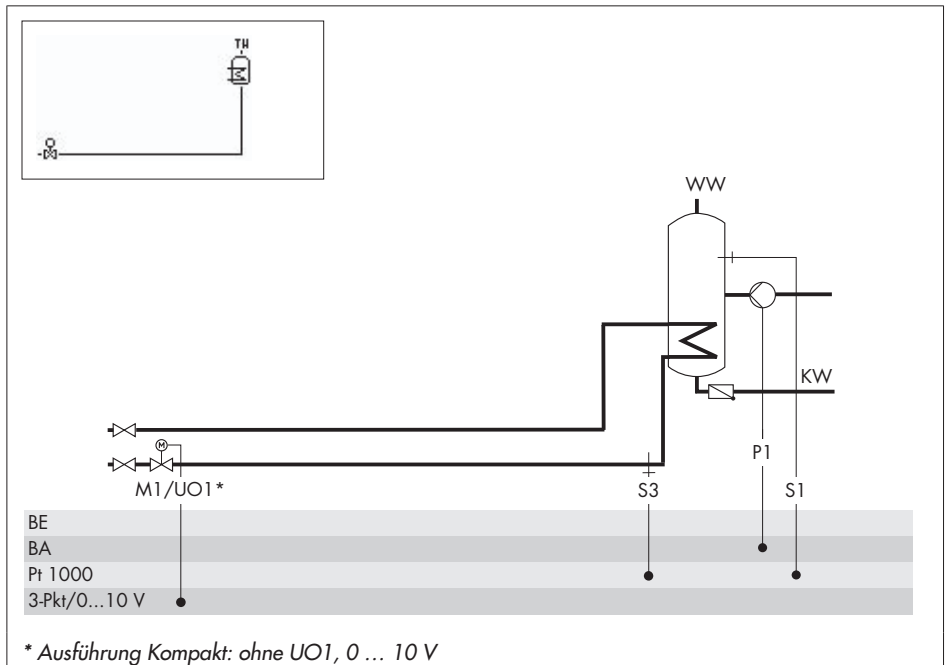 TW
WW
KW
M
P1
M1/UO1*
S3
S1
BE
BA
Pt 1000
3-Pkt/0...10 V
* Ausführung Kompakt: ohne UO1, 0 ... 10 V